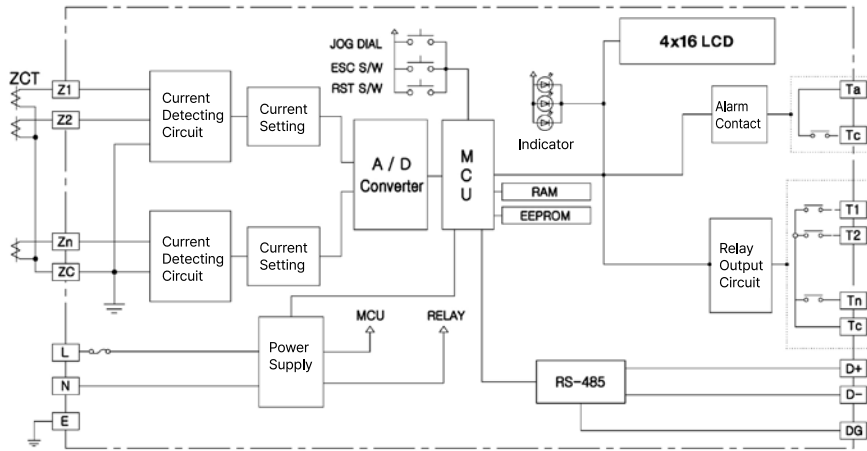 4x16 LCD
JOG DIAL
ESC S/W
RST S/W
ZCT
Z1
Z2
Zn
ZC
L
N
E
Current
Detecting
Circuit
Current
Setting
Current
Detecting
Circuit
Current
Setting
A / D
Converter
M
C
U
RAM
EEPROM
Indicator
Alarm
Contact
Ta
Tc
Relay
Output
Circuit
T1
T2
Tn
Tc
MCU
RELAY
Power
Supply
RS-485
D+
D-
DG